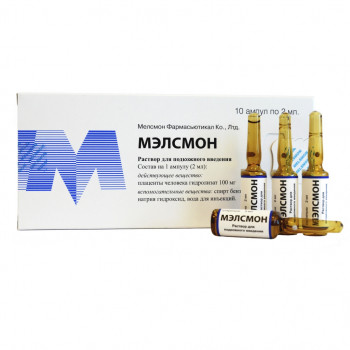 10 ампул по 2 мл.
Мелсмон Фармасьютикал Ко., Лтд.
МЭЛСМОН
Раствор для подкожного введения
Состав на 1 ампулу (2 мл):
действующее вещество:
плаценты человека гидролизат 100 мг
вспомогательные вещества: спирт
натрия гидроксид, вода для инъекций.
МЭЛСМОН
Раствор для
подкожного введения